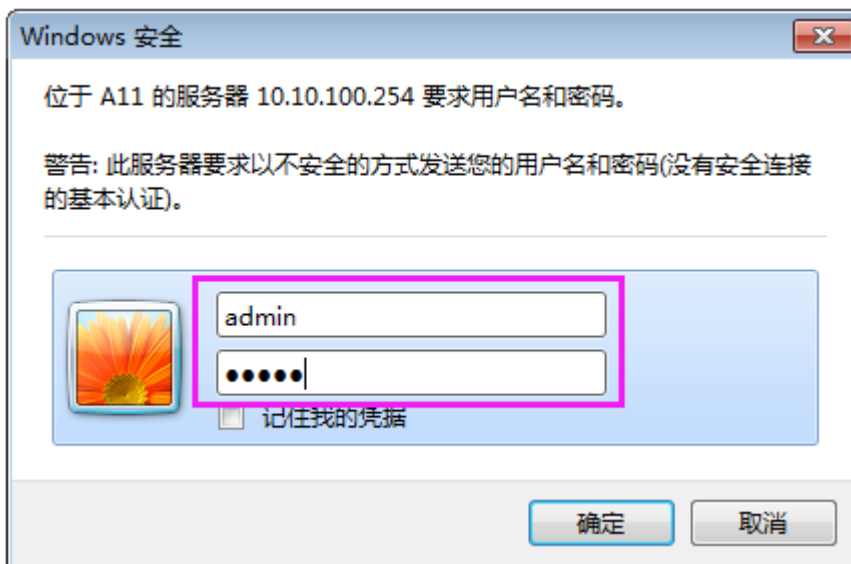 Windows 安全
位于 A11 的服务器 10.10.100.254 要求用户名和密码。
警告: 此服务器要求以不安全的方式发送您的用户名和密码(没有安全连接
的基本认证)。
admin
●●●●●
记住我的凭据
确定
取消